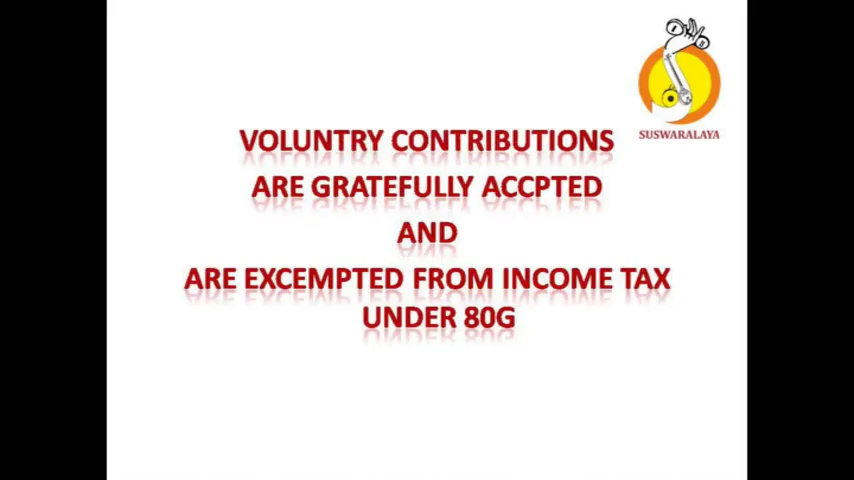 SUSWARALAYA
VOLUNTRY CONTRIBUTIONS
ARE GRATEFULLY ACCPTED
AND
ARE EXCEMPTED FROM INCOME TAX
UNDER 80G